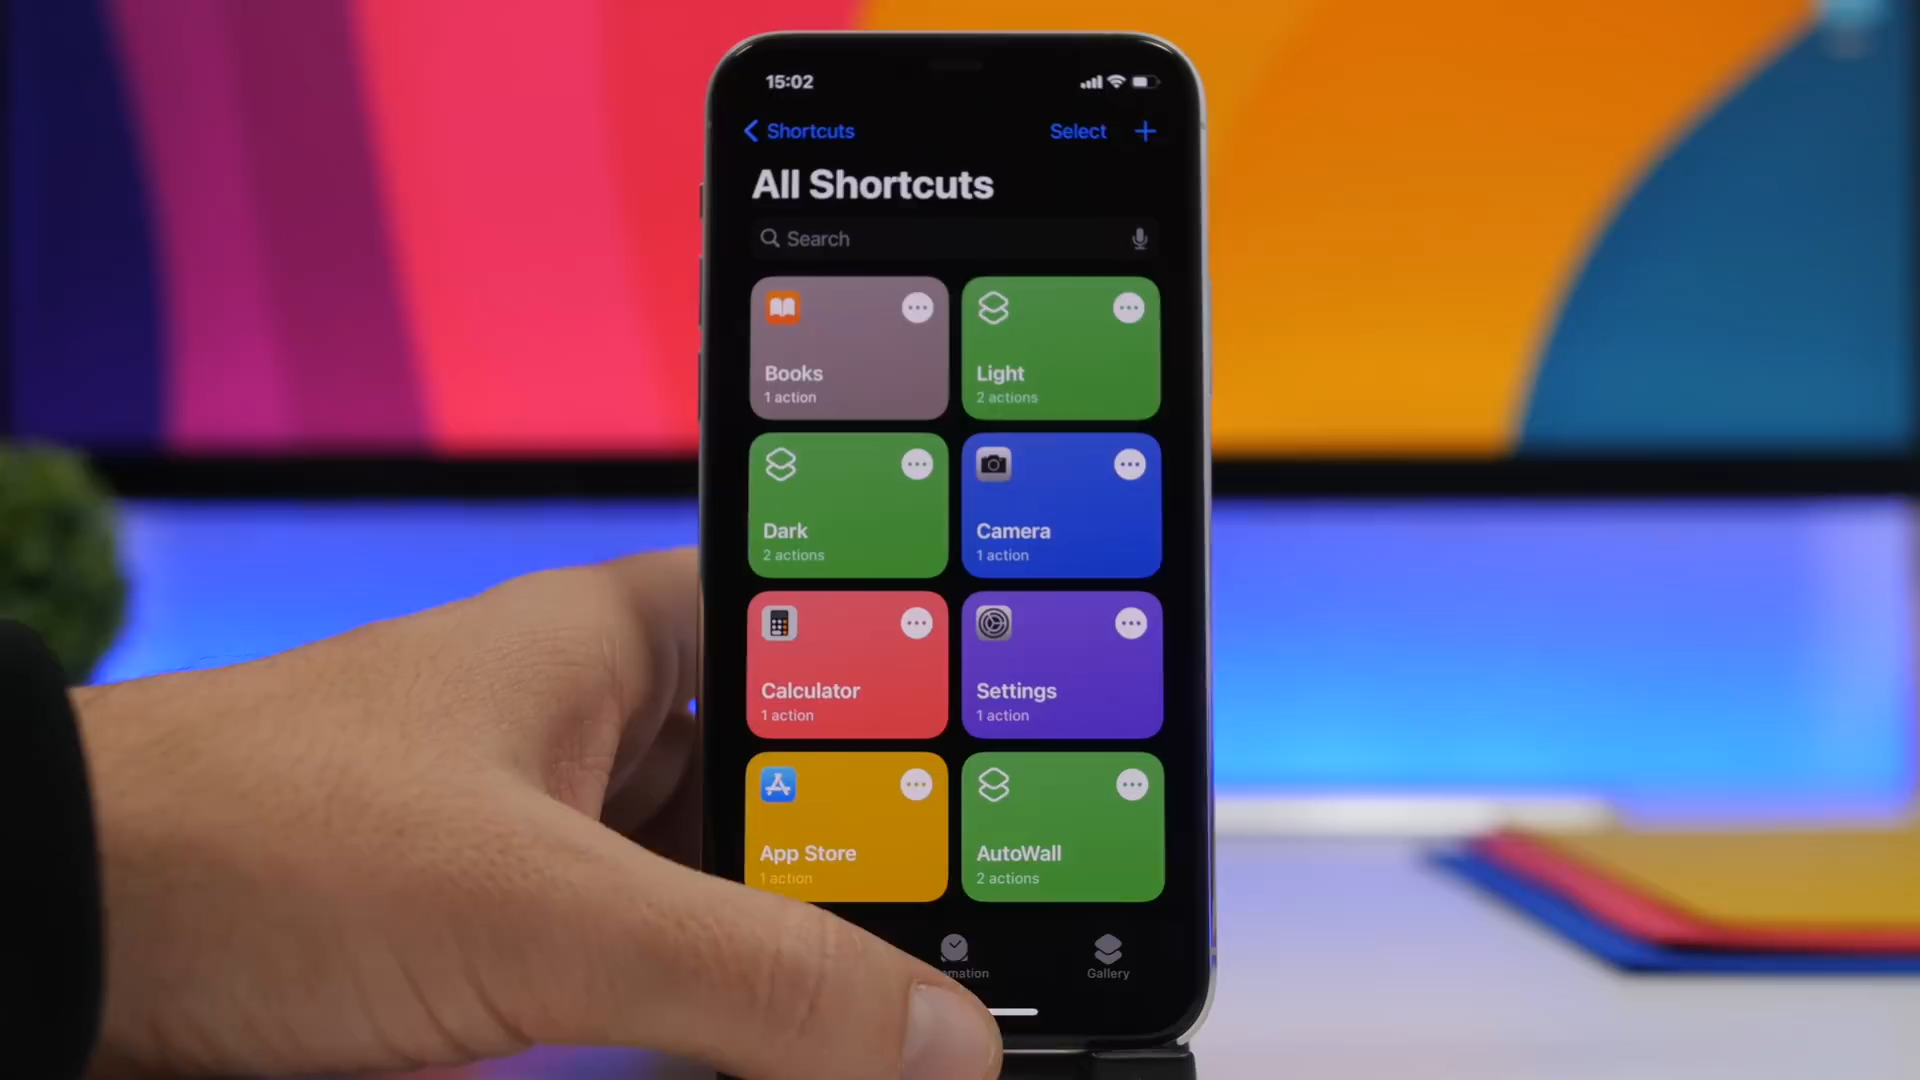 15:02
Shortcuts
Select
All Shortcuts
Search
Books
1 action
Light
2 actions
Dark
2 actions
Camera
1 action
Calculator
1 action
Settings
1 action
App Store
1 action
AutoWall
2 actions
mation
Gallery